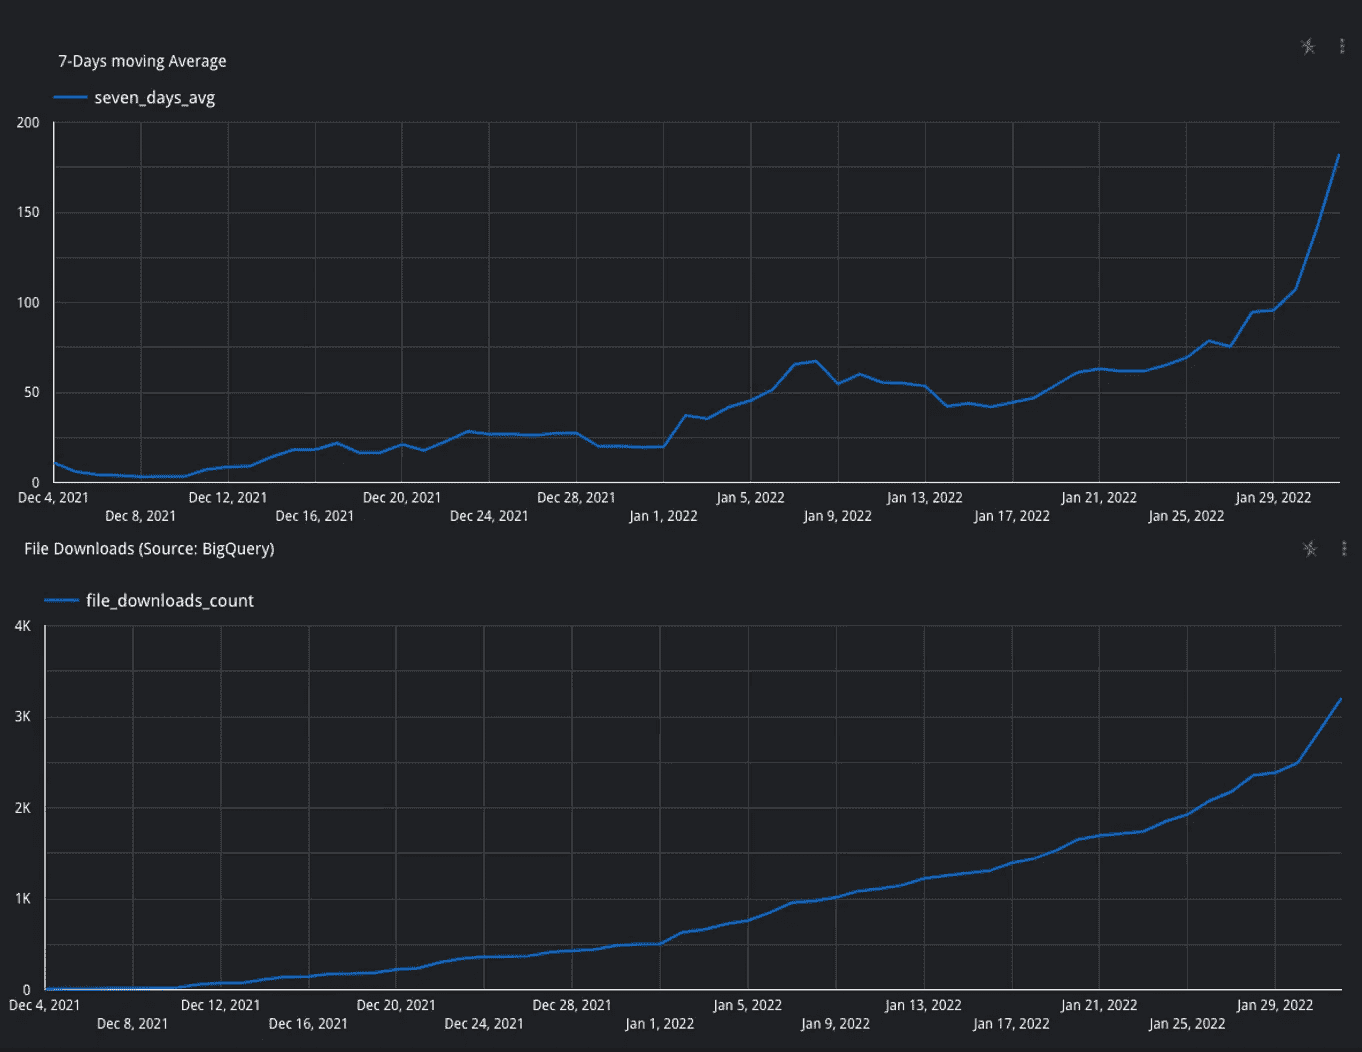 7-Days moving Average
seven_days_avg
200
150
100
50
0
Dec 4, 2021 Dec 12, 2021 Dec 20, 2021 Dec 28, 2021 Jan 5, 2022 Jan 13, 2022 Jan 21, 2022 Jan 29, 2022
Dec 8, 2021 Dec 16, 2021 Dec 24, 2021 Jan 1, 2022 Jan 9, 2022 Jan 17, 2022 Jan 25, 2022
File Downloads (Source: BigQuery)
file_downloads_count
4K
3K
2K
1K
0
Dec 4, 2021 Dec 12, 2021 Dec 20, 2021 Dec 28, 2021 Jan 5, 2022 Jan 13, 2022 Jan 21, 2022 Jan 29, 2022
Dec 8, 2021 Dec 16, 2021 Dec 24, 2021 Jan 1, 2022 Jan 9, 2022 Jan 17, 2022 Jan 25, 2022